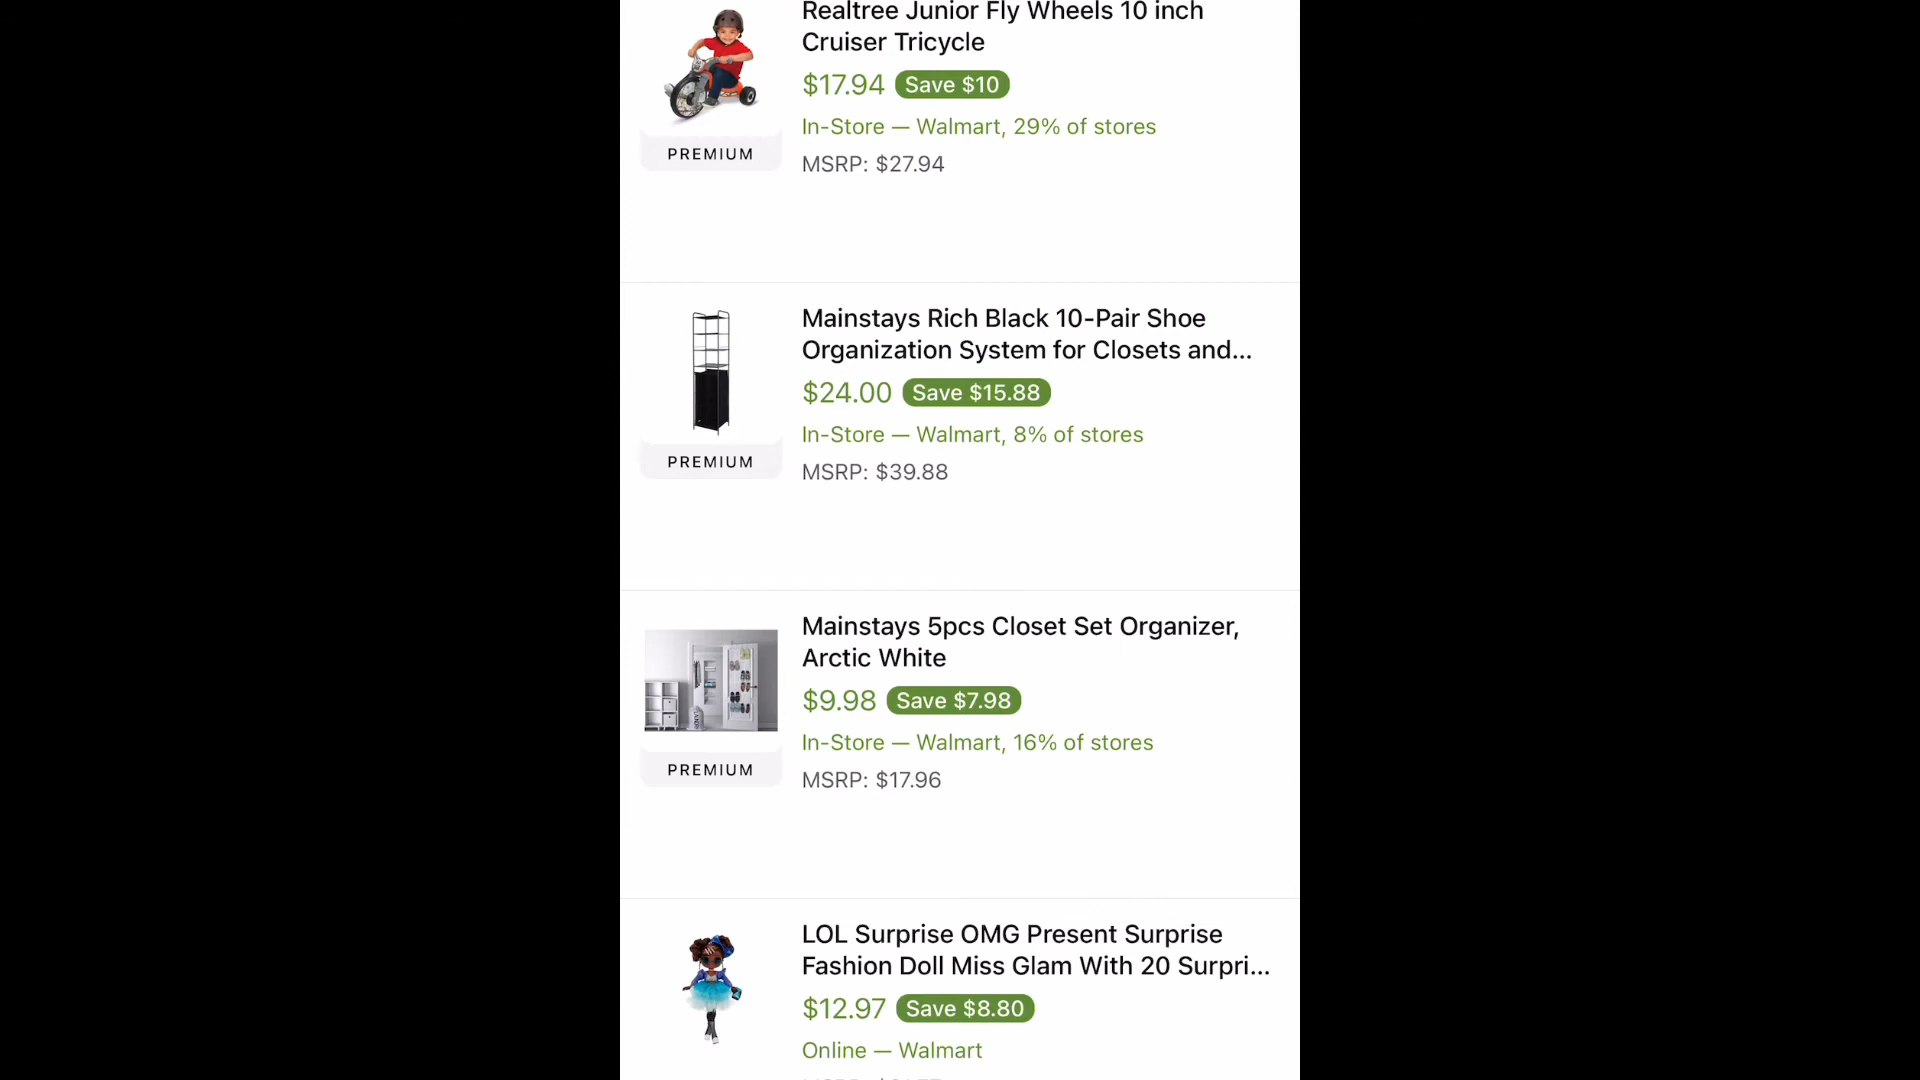 Realtree Junior Fly Wheels 10 inch
Cruiser Tricycle
$17.94 Save $10
In-Store — Walmart, 29% of stores
PREMIUM
MSRP: $27.94
Mainstays Rich Black 10-Pair Shoe
Organization System for Closets and...
$24.00 Save $15.88
In-Store — Walmart, 8% of stores
PREMIUM
MSRP: $39.88
Mainstays 5pcs Closet Set Organizer,
Arctic White
$9.98 Save $7.98
In-Store — Walmart, 16% of stores
PREMIUM
MSRP: $17.96
LOL Surprise OMG Present Surprise
Fashion Doll Miss Glam With 20 Surpri...
$12.97 Save $8.80
Online — Walmart